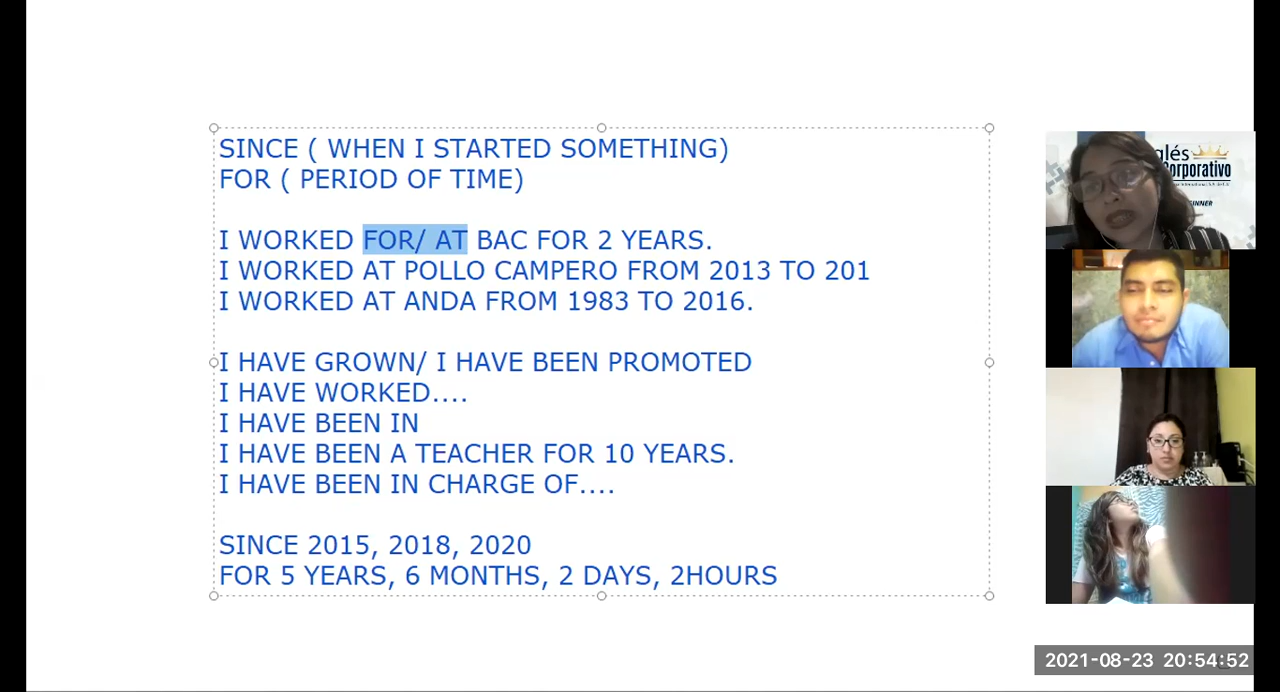 SINCE ( WHEN I STARTED SOMETHING)
FOR ( PERIOD OF TIME)
I WORKED FOR/ AT BAC FOR 2 YEARS.
I WORKED AT POLLO CAMPERO FROM 2013 TO 201
I WORKED AT ANDA FROM 1983 TO 2016.
I HAVE GROWN/ I HAVE BEEN PROMOTED
I HAVE WORKED....
I HAVE BEEN IN
I HAVE BEEN A TEACHER FOR 10 YEARS.
I HAVE BEEN IN CHARGE OF....
SINCE 2015, 2018, 2020
FOR 5 YEARS, 6 MONTHS, 2 DAYS, 2HOURS
glés
orporativo
2021-08-23 20:54:52